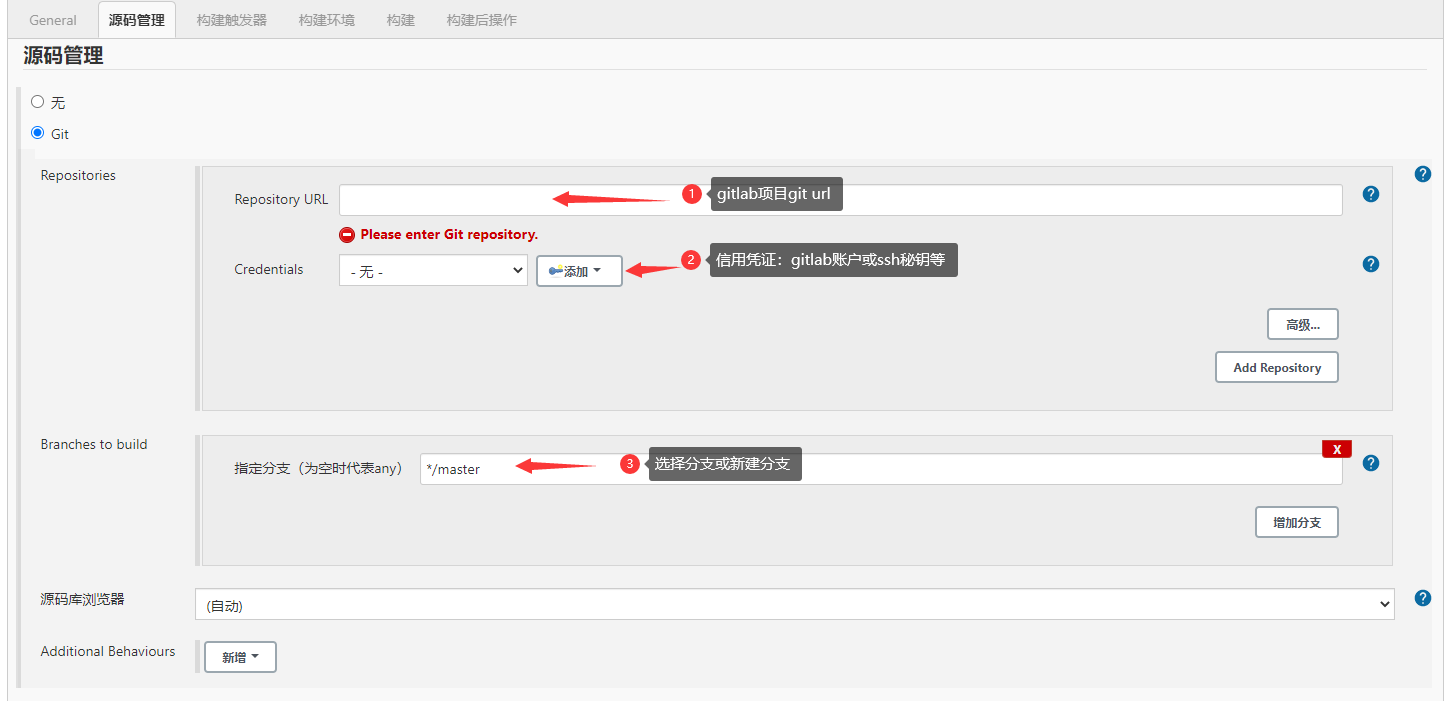 General 源码管理 构建触发器 构建环境 构建 构建后操作
源码管理
无
Git
Repositories
?
Repository URL
1 gitlab项目git url
?
Please enter Git repository.
Credentials
- 无 -
添加
2 信用凭证：gitlab账户或ssh秘钥等
?
高级...
Add Repository
Branches to build
X
指定分支（为空时代表any）
*/master
3 选择分支或新建分支
?
增加分支
源码库浏览器
(自动)
?
Additional Behaviours
新增